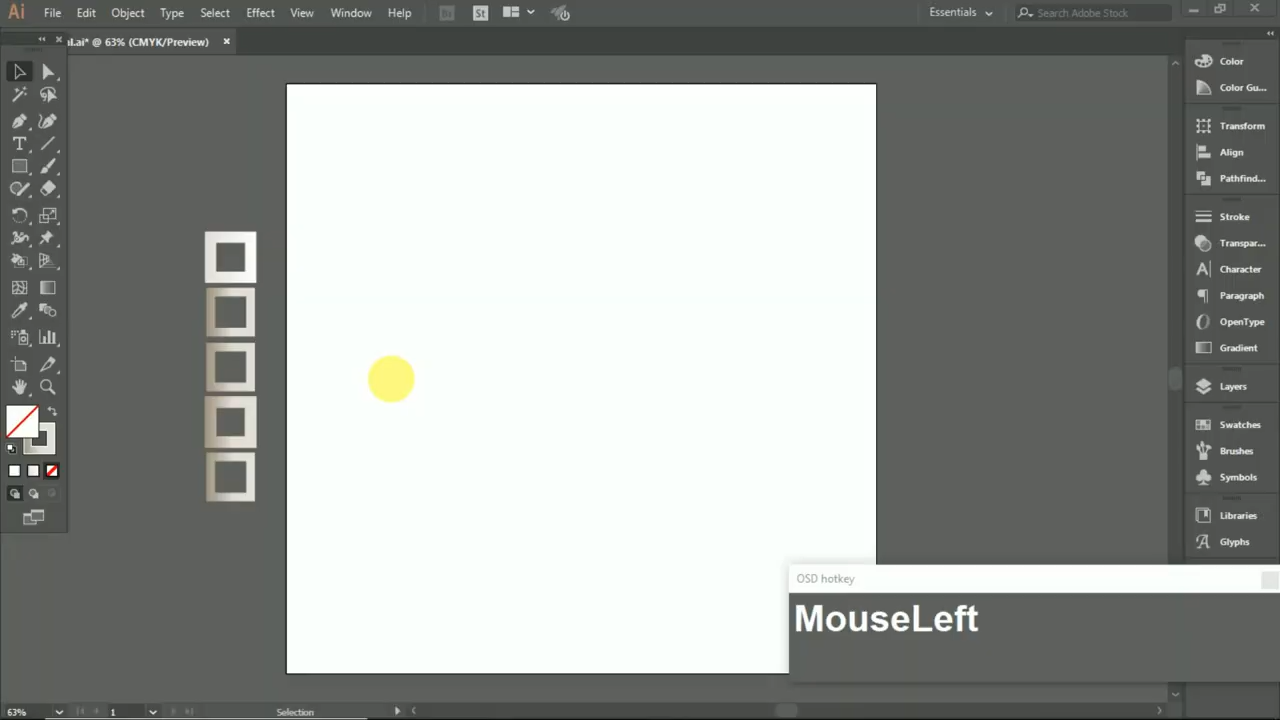 Ai File Edit Object Type Select Effect View Window Help Br St Essentials Search Adobe Stock
al.ai* @ 63% (CMYK/Preview)
Color
Color Gu...
Transform
Align
Pathfind...
Stroke
Transpar...
Character
Paragraph
OpenType
Gradient
Layers
Swatches
Brushes
Symbols
Libraries
Glyphs
OSD hotkey
MouseLeft
63% 1 Selection